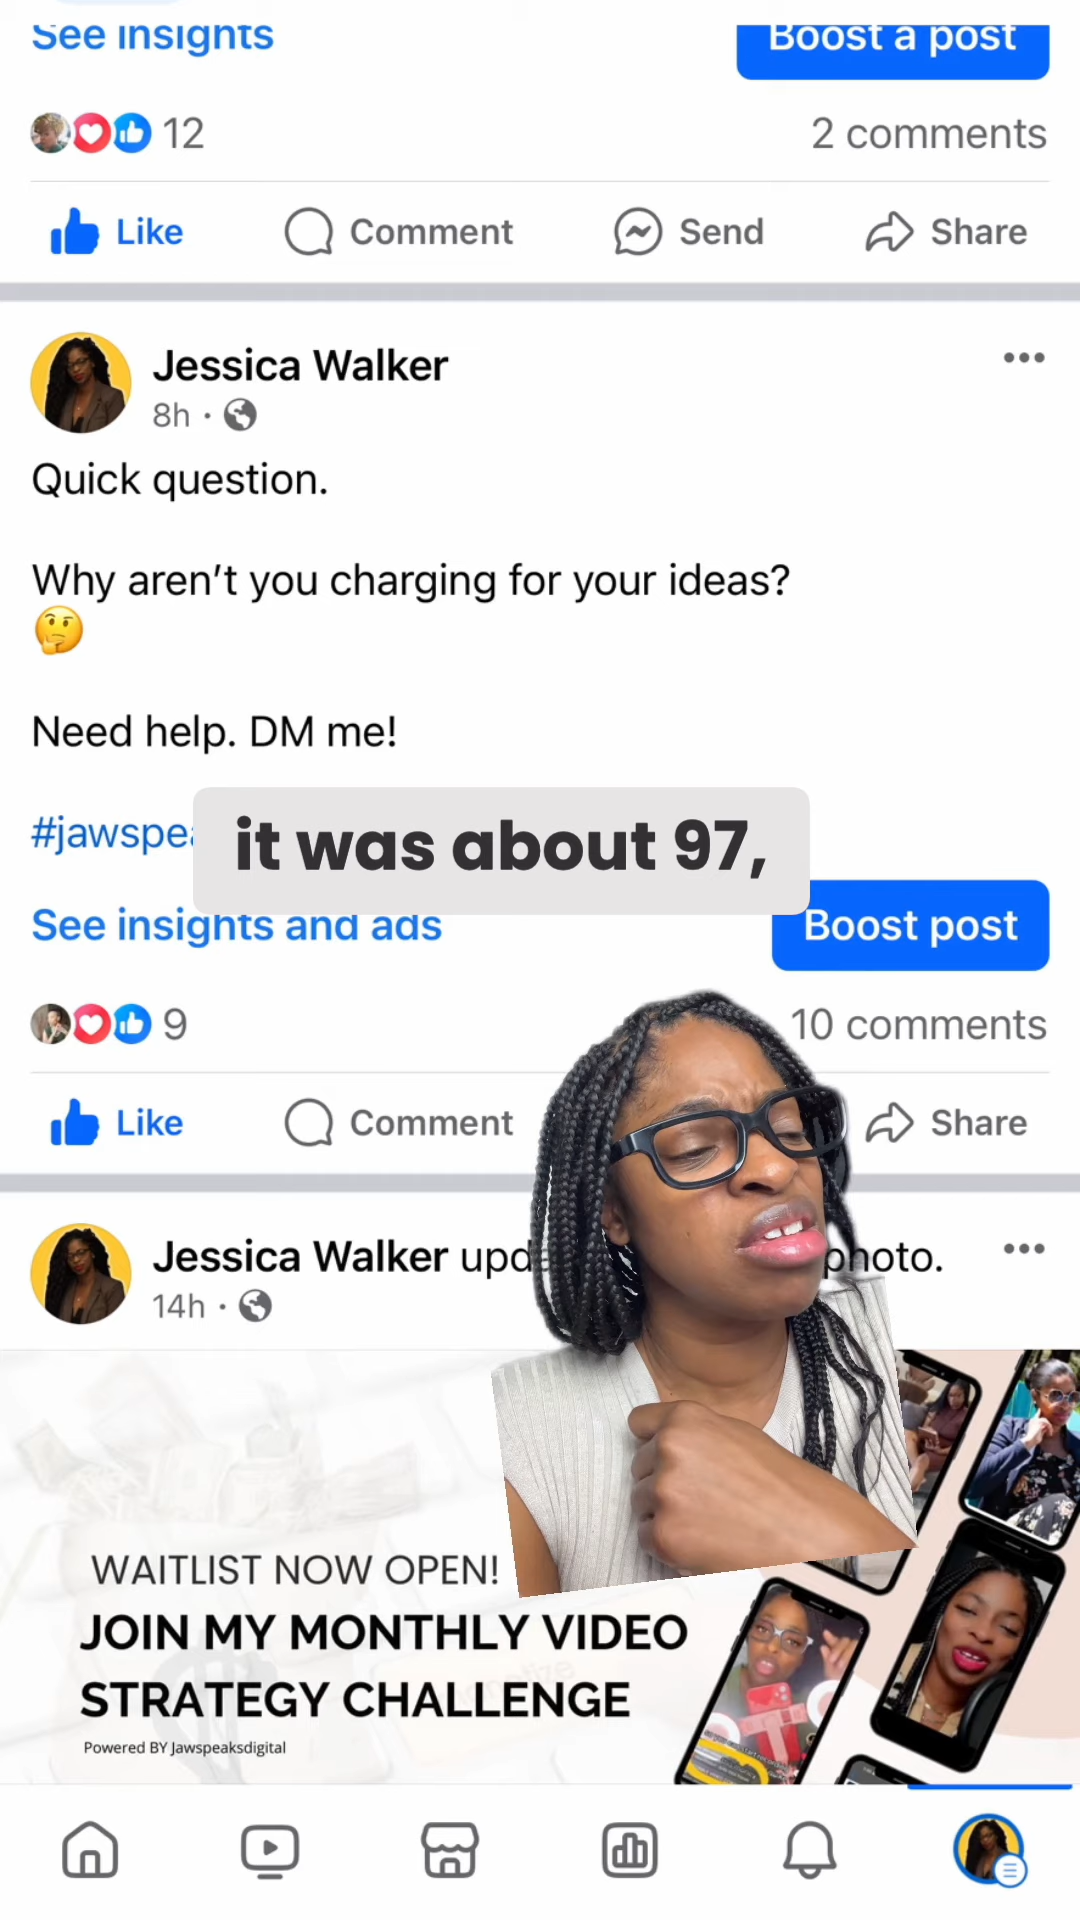 See insights
Boost a post
12
2 comments
Like
Comment
Send
Share
Jessica Walker
8h ·
Quick question.
Why aren't you charging for your ideas?
Need help. DM me!
it was about 97,
See insights and ads
Boost post
9
10 comments
Like
Comment
Share
Jessica Walker
photo.
14h ·
WAITLIST NOW OPEN!
JOIN MY MONTHLY VIDEO
STRATEGY CHALLENGE
Powered BY Jawspeaksdigital